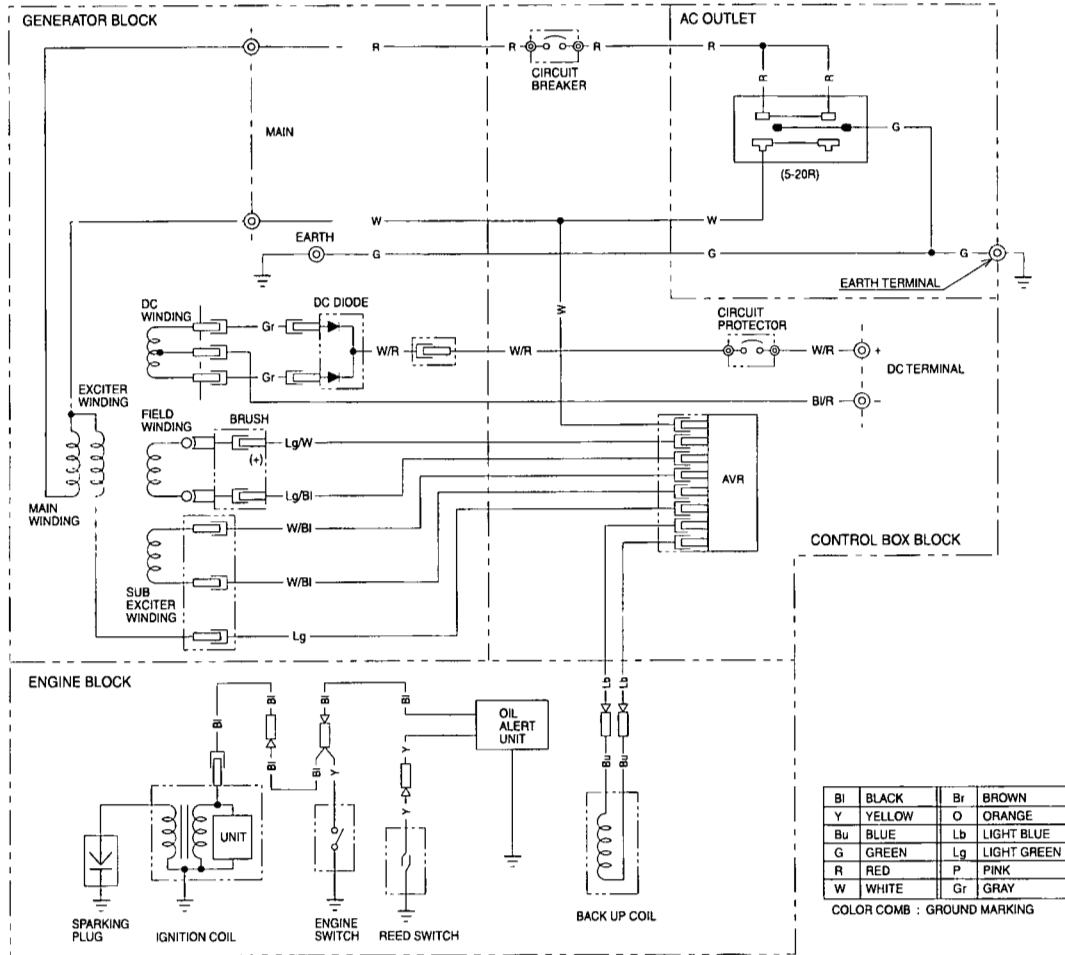 GENERATOR BLOCK
AC OUTLET
R
R
R
R
CIRCUIT
BREAKER
R
R
MAIN
G
(5-20R)
W
W
EARTH
G
G
G
EARTH TERMINAL
W
DC
WINDING
DC DIODE
CIRCUIT
PROTECTOR
Gr
W/R
W/R
W/R
+
DC TERMINAL
Gr
Bl/R
−
EXCITER
WINDING
FIELD
WINDING
BRUSH
Lg/W
(+)
AVR
Lg/Bl
MAIN
WINDING
W/Bl
CONTROL BOX BLOCK
W/Bl
SUB
EXCITER
WINDING
Lg
ENGINE BLOCK
Bl
Bl
Bl
Bl
Bl
Bl
Y
Y
Y
OIL
ALERT
UNIT
Lb
Lb
Bu
Bu
UNIT
SPARKING
PLUG
IGNITION COIL
ENGINE
SWITCH
REED SWITCH
BACK UP COIL
Bl BLACK Br BROWN
Y YELLOW O ORANGE
Bu BLUE Lb LIGHT BLUE
G GREEN Lg LIGHT GREEN
R RED P PINK
W WHITE Gr GRAY
COLOR COMB : GROUND MARKING